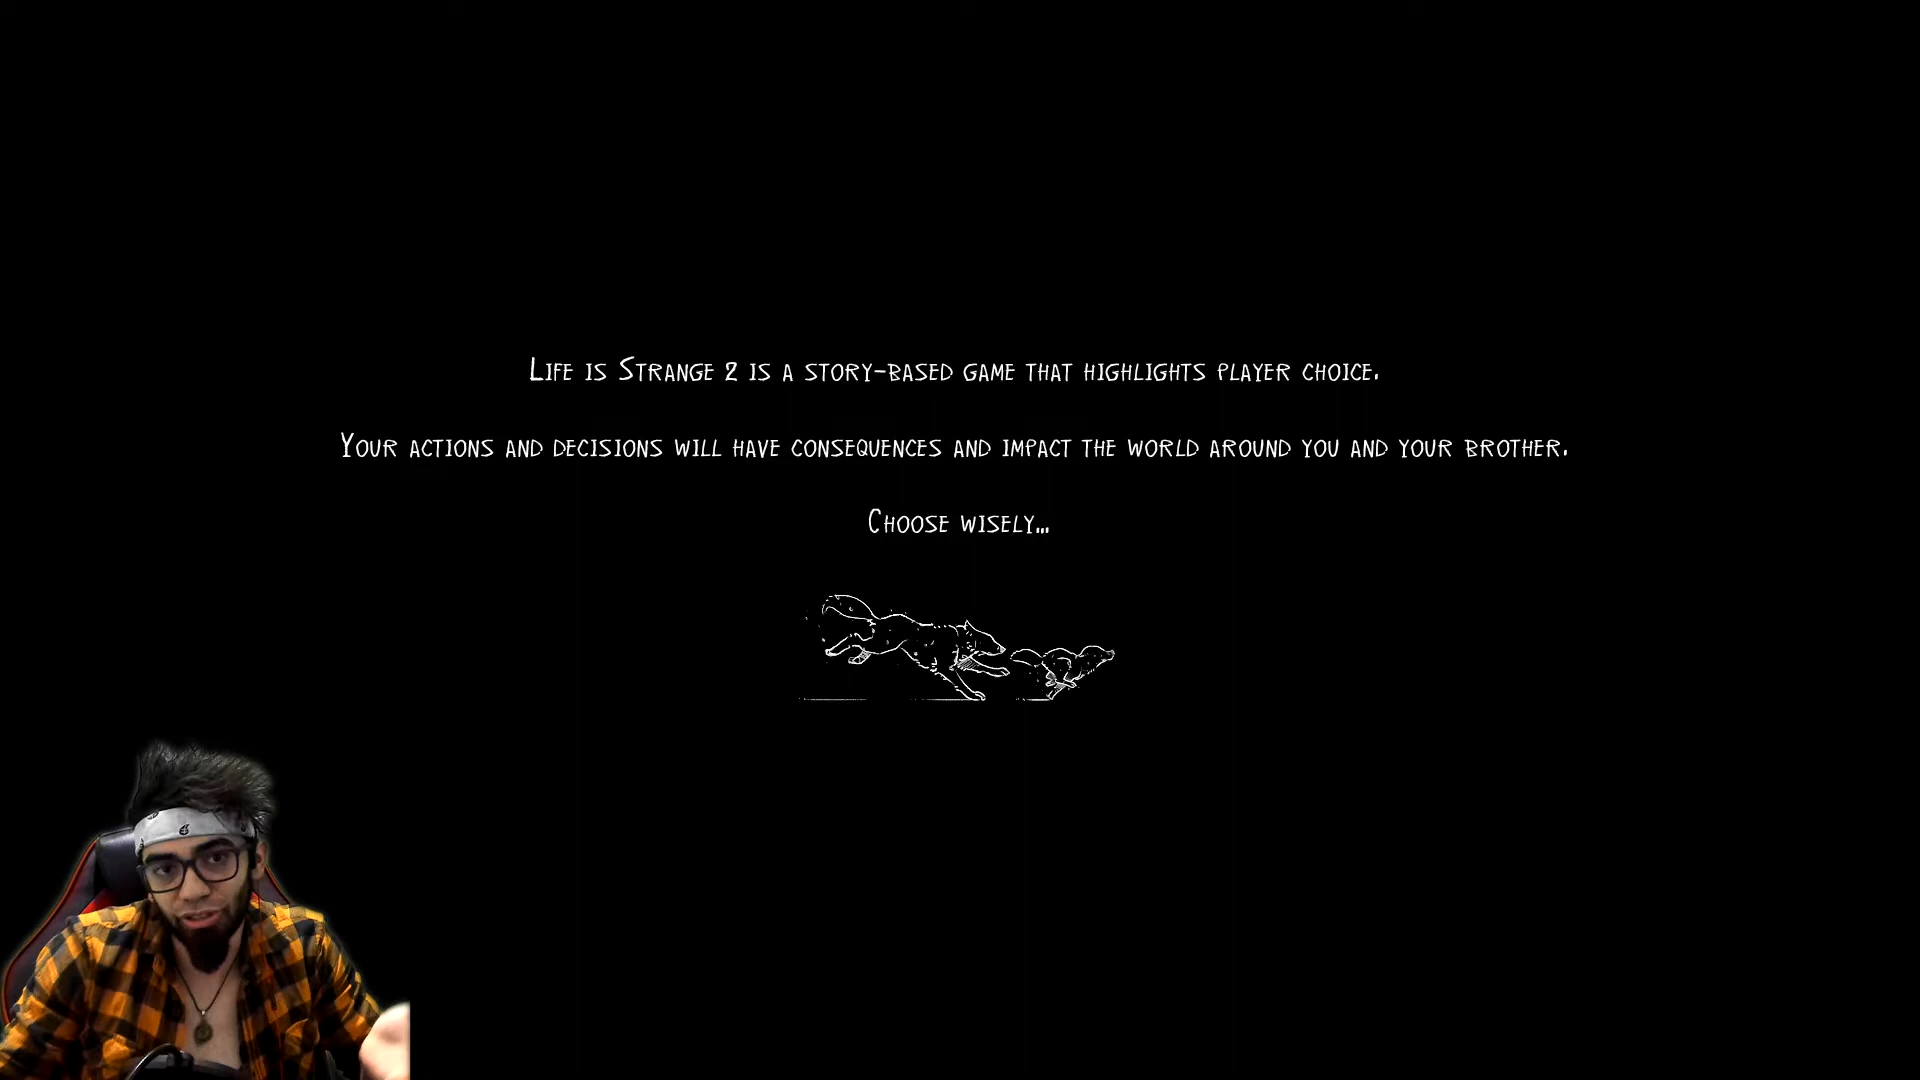 Life is Strange 2 is a story-based game that highlights player choice.
Your actions and decisions will have consequences and impact the world around you and your brother.
Choose wisely...